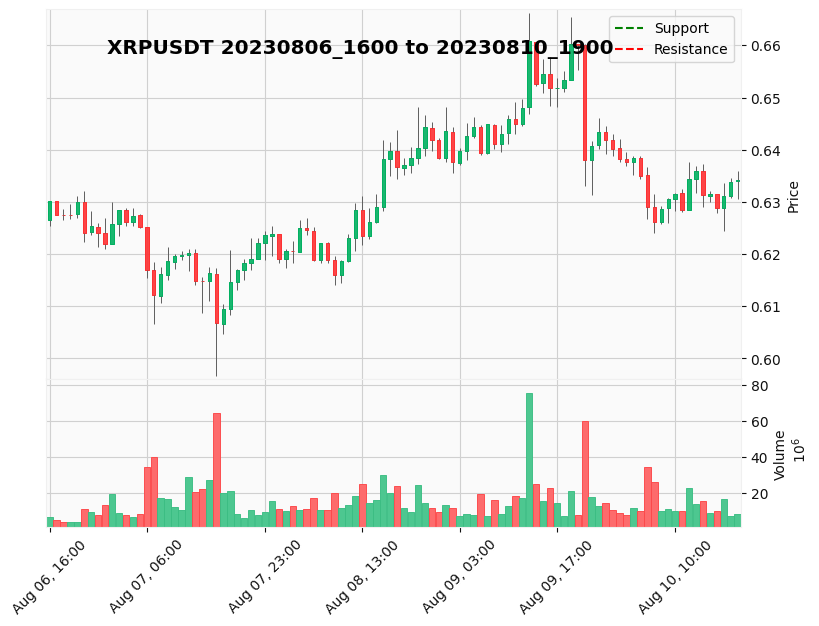 XRPUSDT 20230806_1600 to 20230810_1900
Support
Resistance
0.66
0.65
0.64
0.63
0.62
0.61
0.60
Price
80
60
40
20
Volume
10^6
Aug 06, 16:00
Aug 07, 06:00
Aug 07, 23:00
Aug 08, 13:00
Aug 09, 03:00
Aug 09, 17:00
Aug 10, 10:00